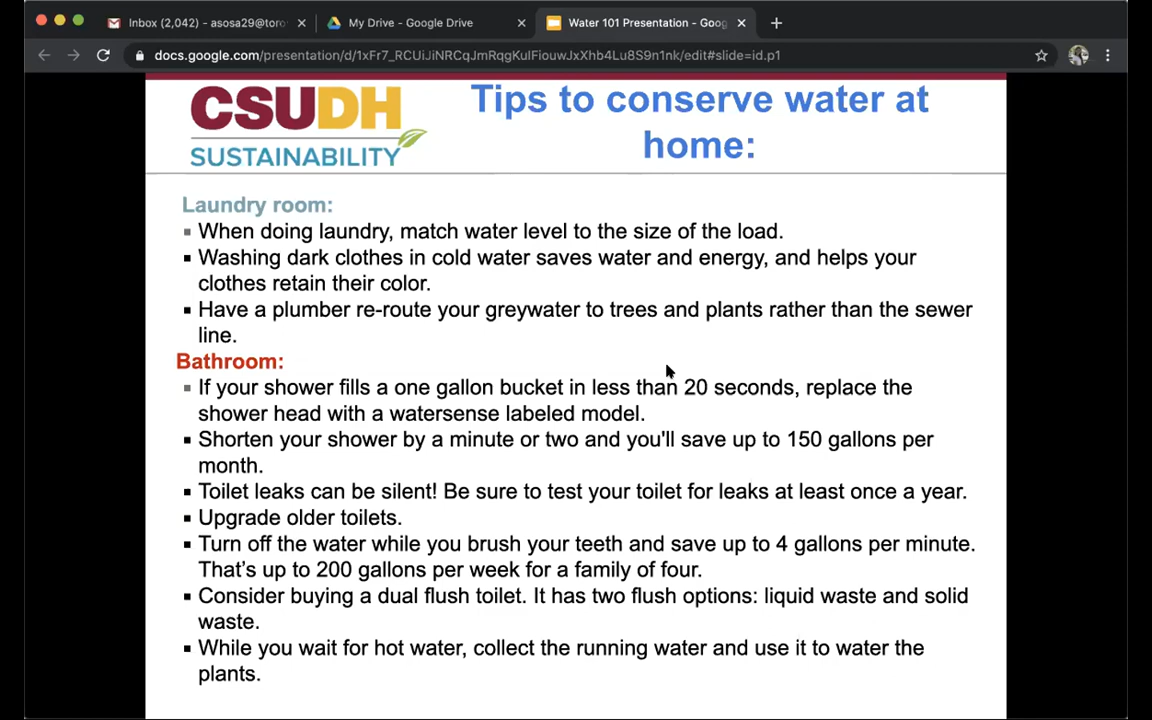 Inbox (2,042) - asosa29@toro
My Drive - Google Drive
Water 101 Presentation - Goog
docs.google.com/presentation/d/1xFr7_RCUiJiNRCqJmRqgKulFiouwJxXhb4Lu8S9n1nk/edit#slide=id.p1
CSUDH
SUSTAINABILITY
Tips to conserve water at
home:
Laundry room:
When doing laundry, match water level to the size of the load.
Washing dark clothes in cold water saves water and energy, and helps your
clothes retain their color.
Have a plumber re-route your greywater to trees and plants rather than the sewer
line.
Bathroom:
If your shower fills a one gallon bucket in less than 20 seconds, replace the
shower head with a watersense labeled model.
Shorten your shower by a minute or two and you'll save up to 150 gallons per
month.
Toilet leaks can be silent! Be sure to test your toilet for leaks at least once a year.
Upgrade older toilets.
Turn off the water while you brush your teeth and save up to 4 gallons per minute.
That's up to 200 gallons per week for a family of four.
Consider buying a dual flush toilet. It has two flush options: liquid waste and solid
waste.
While you wait for hot water, collect the running water and use it to water the
plants.